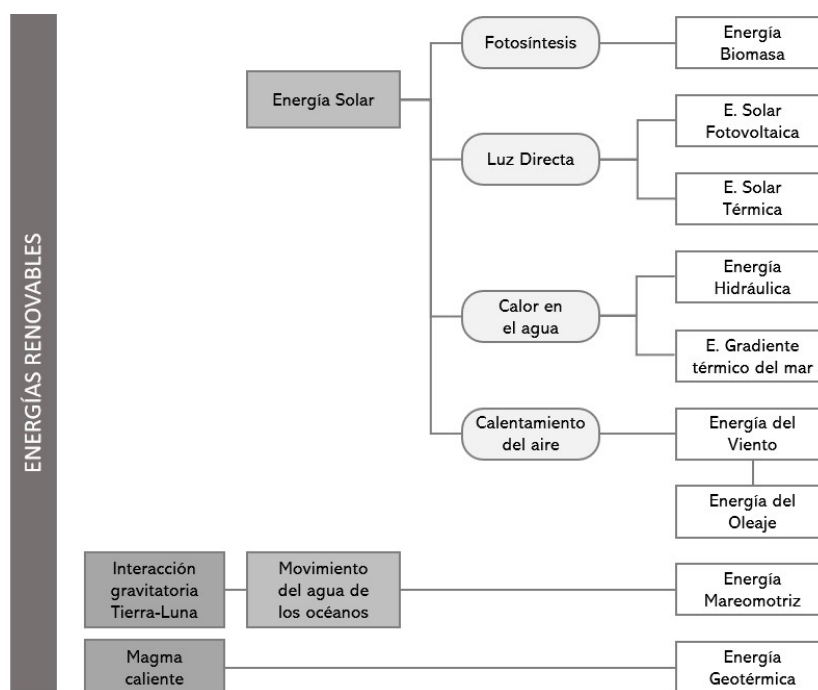 ENERGÍAS RENOVABLES
Energía Solar
Fotosíntesis
Energía
Biomasa
Luz Directa
E. Solar
Fotovoltaica
E. Solar
Térmica
Calor en
el agua
Energía
Hidráulica
E. Gradiente
térmico del mar
Calentamiento
del aire
Energía del
Viento
Energía del
Oleaje
Interacción
gravitatoria
Tierra-Luna
Movimiento
del agua de
los océanos
Energía
Mareomotriz
Magma
caliente
Energía
Geotérmica